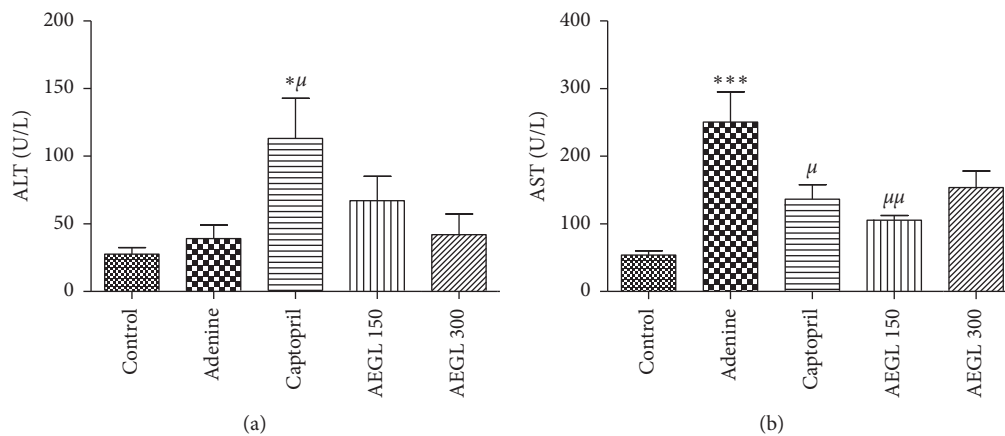 200
150
100
50
0
ALT (U/L)
*μ
Control
Adenine
Captopril
AEGL 150
AEGL 300
(a)
400
300
200
100
0
AST (U/L)
***
μ
μμ
Control
Adenine
Captopril
AEGL 150
AEGL 300
(b)